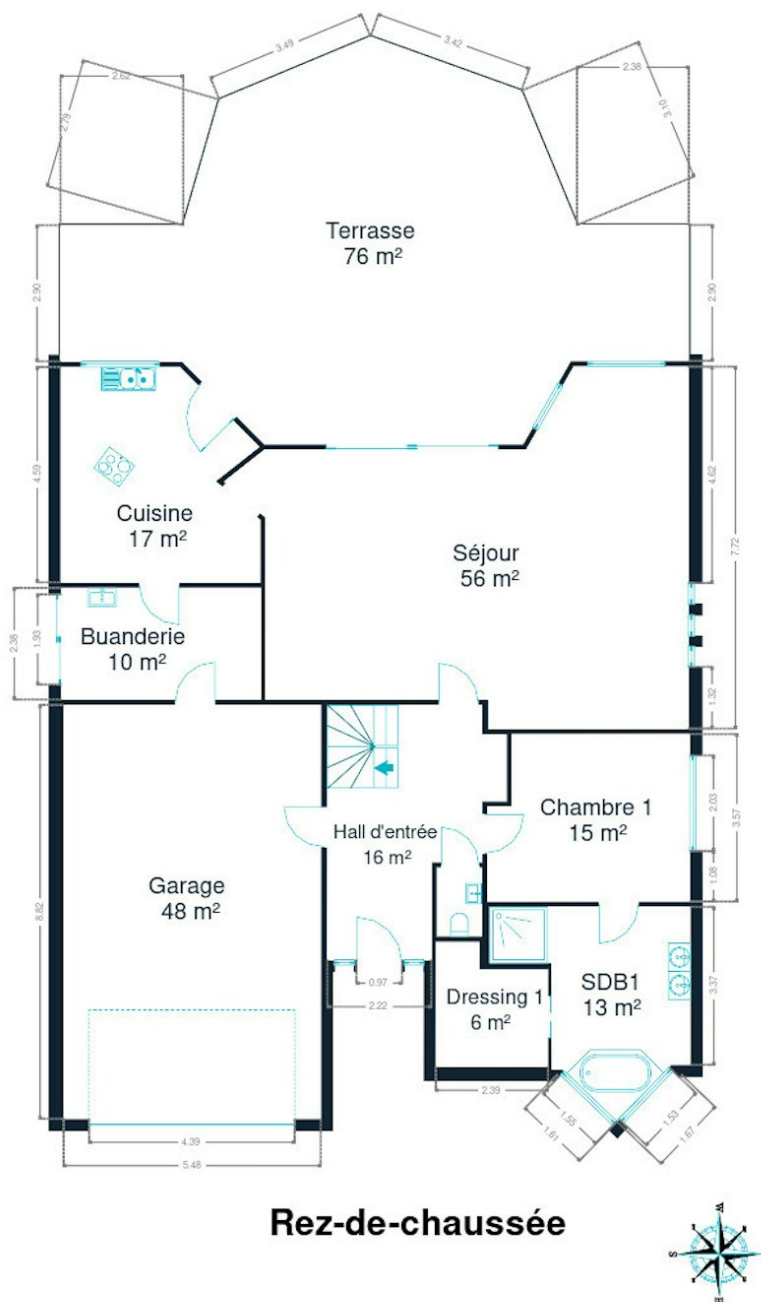 3.49
3.42
2.62
2.38
2.79
3.10
Terrasse
76 m²
2.90
2.90
4.59
4.62
Cuisine
17 m²
Séjour
56 m²
7.72
2.38
1.93
Buanderie
10 m²
1.32
Chambre 1
15 m²
2.03
3.57
Hall d'entrée
16 m²
1.08
Garage
48 m²
8.82
SDB1
13 m²
3.37
0.97
2.22
Dressing 1
6 m²
2.39
1.55
1.53
1.61
1.67
4.39
5.48
Rez-de-chaussée
W
S
E